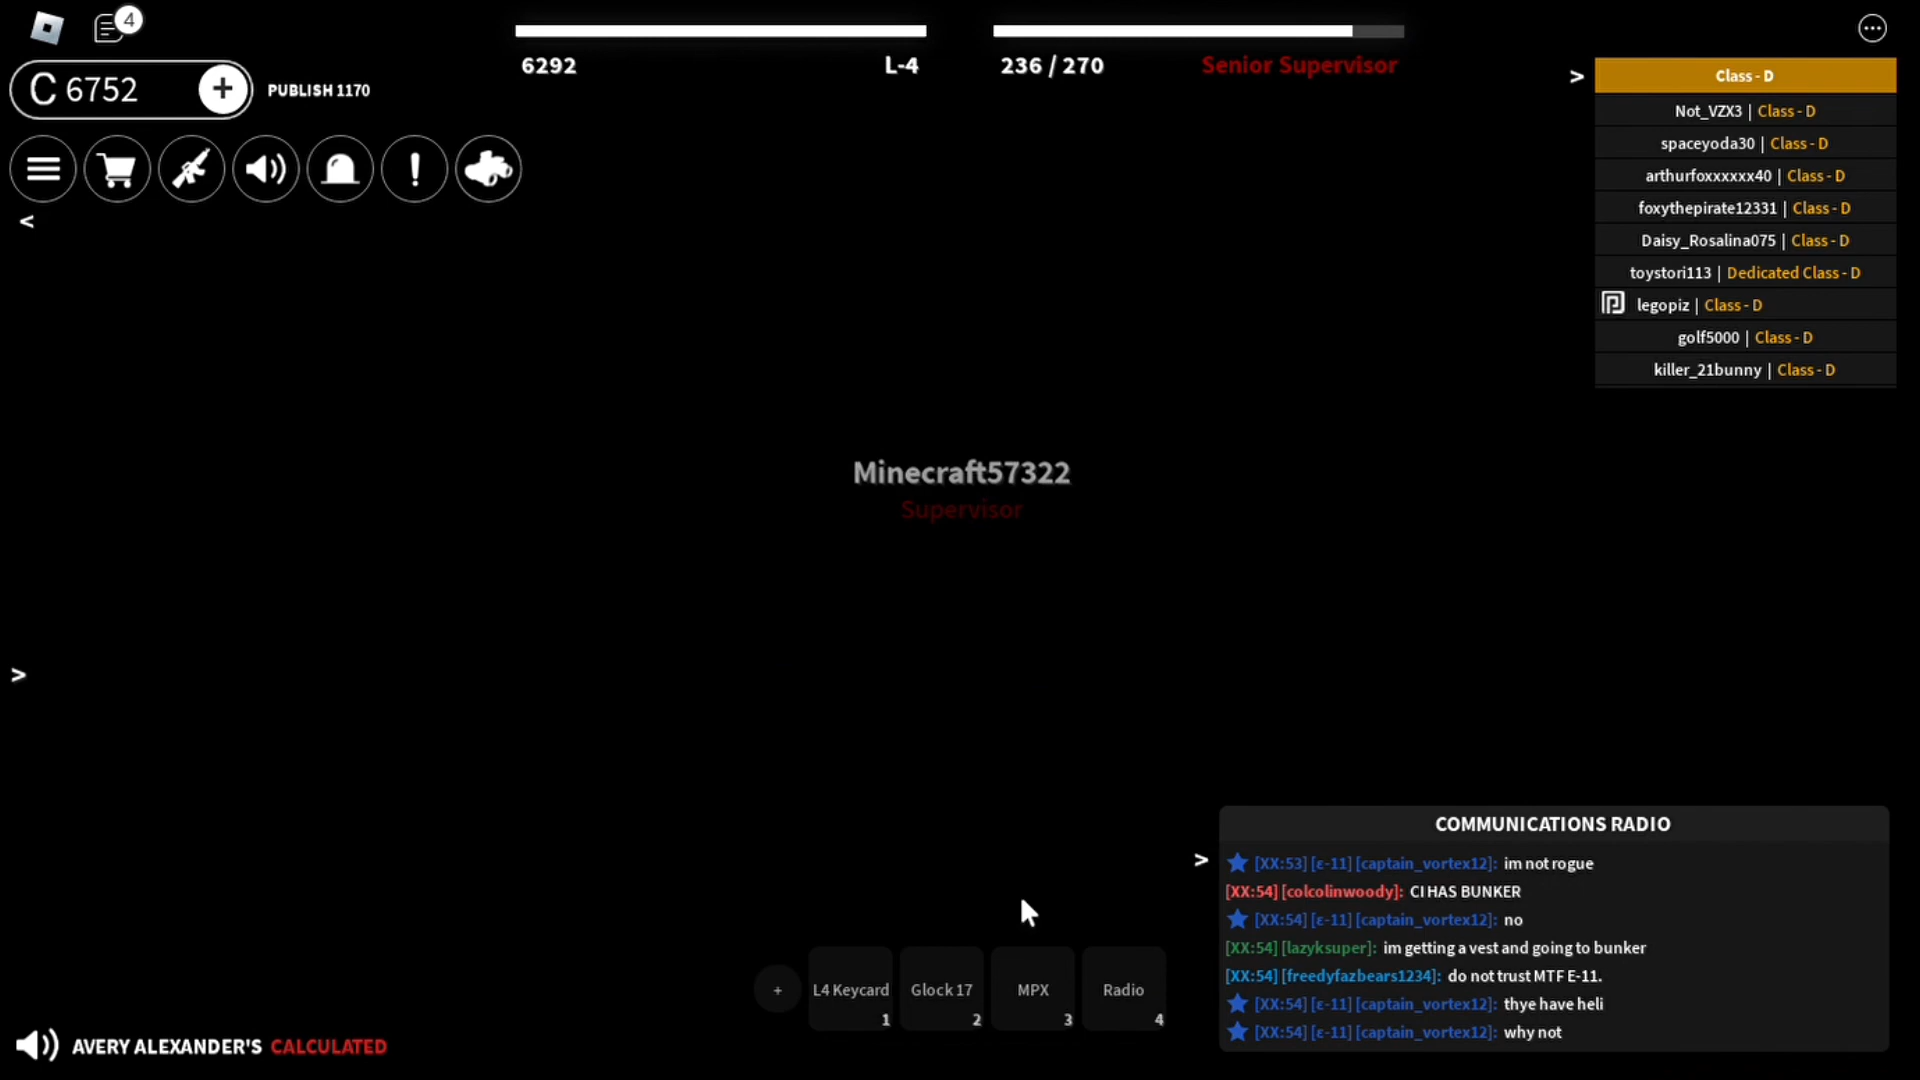 4
C 6752 +
PUBLISH 1170
6292 L-4
236 / 270 Senior Supervisor
<
>
Class - D
Not_VZX3 | Class - D
spaceyoda30 | Class - D
arthurfoxxxxxx40 | Class - D
foxythepirate12331 | Class - D
Daisy_Rosalina075 | Class - D
toystori113 | Dedicated Class - D
legopiz | Class - D
golf5000 | Class - D
killer_21bunny | Class - D
Minecraft57322
Supervisor
>
>
COMMUNICATIONS RADIO
[XX:53] [ε-11] [captain_vortex12]: im not rogue
[XX:54] [colcolinwoody]: CI HAS BUNKER
[XX:54] [ε-11] [captain_vortex12]: no
[XX:54] [lazyksuper]: im getting a vest and going to bunker
[XX:54] [freedyfazbears1234]: do not trust MTF E-11.
[XX:54] [ε-11] [captain_vortex12]: thye have heli
[XX:54] [ε-11] [captain_vortex12]: why not
+
L4 Keycard 1
Glock 17 2
MPX 3
Radio 4
AVERY ALEXANDER'S CALCULATED